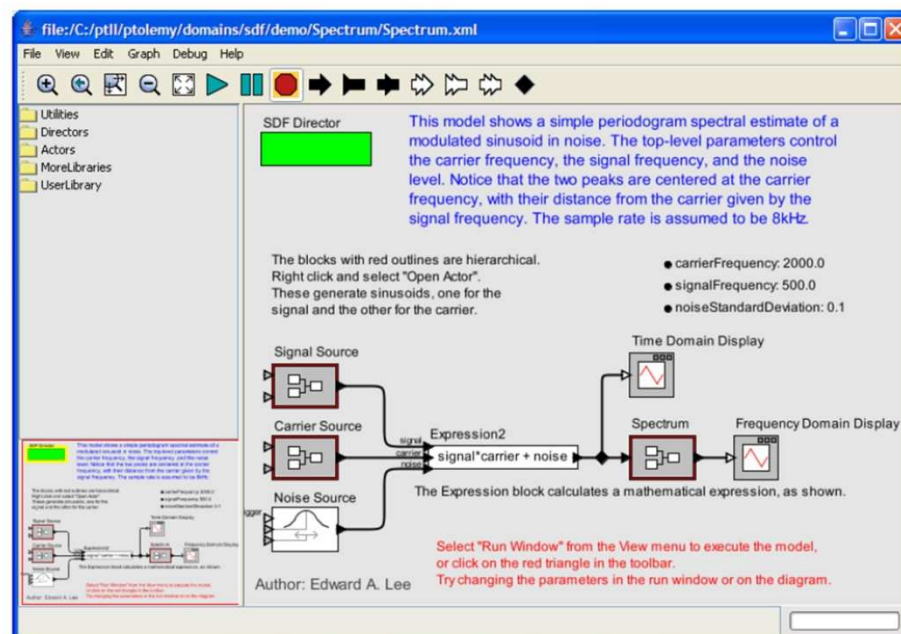 file:/C:/ptII/ptolemy/domains/sdf/demo/Spectrum/Spectrum.xml
File View Edit Graph Debug Help
Utilities
Directors
Actors
MoreLibraries
UserLibrary
SDF Director
This model shows a simple periodogram spectral estimate of a
modulated sinusoid in noise. The top-level parameters control
the carrier frequency, the signal frequency, and the noise
level. Notice that the two peaks are centered at the carrier
frequency, with their distance from the carrier given by the
signal frequency. The sample rate is assumed to be 8kHz.
The blocks with red outlines are hierarchical.
Right click and select "Open Actor".
These generate sinusoids, one for the
signal and the other for the carrier.
carrierFrequency: 2000.0
signalFrequency: 500.0
noiseStandardDeviation: 0.1
Time Domain Display
Signal Source
Carrier Source
signal
carrier
noise
Expression2
signal*carrier + noise
Spectrum
Frequency Domain Display
Noise Source
igger
The Expression block calculates a mathematical expression, as shown.
Select "Run Window" from the View menu to execute the model,
or click on the red triangle in the toolbar.
Try changing the parameters in the run window or on the diagram.
Author: Edward A. Lee